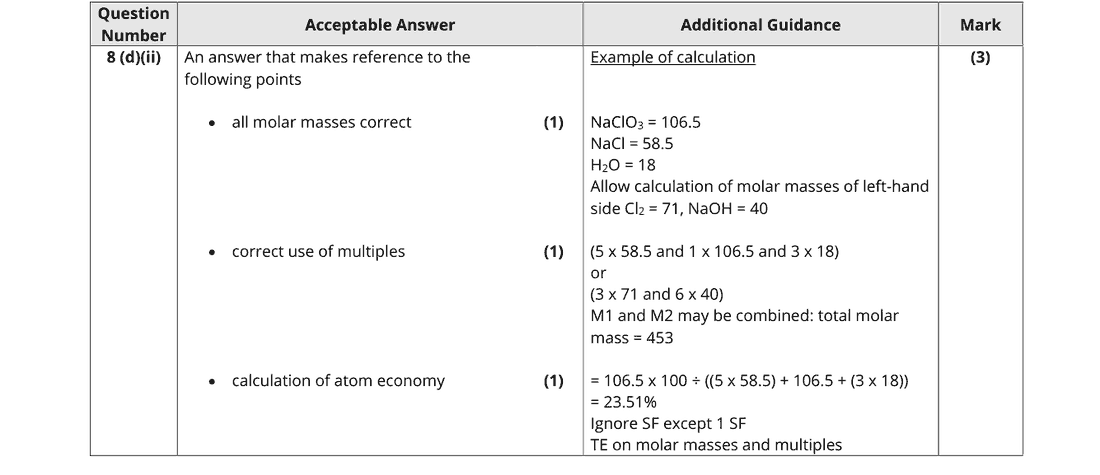 Question Number Acceptable Answer Additional Guidance Mark
8 (d)(ii) An answer that makes reference to the Example of calculation (3)
following points
• all molar masses correct (1) NaClO₃ = 106.5
NaCl = 58.5
H₂O = 18
Allow calculation of molar masses of left-hand
side Cl₂ = 71, NaOH = 40
• correct use of multiples (1) (5 x 58.5 and 1 x 106.5 and 3 x 18)
or
(3 x 71 and 6 x 40)
M1 and M2 may be combined: total molar
mass = 453
• calculation of atom economy (1) = 106.5 x 100 ÷ ((5 x 58.5) + 106.5 + (3 x 18))
= 23.51%
Ignore SF except 1 SF
TE on molar masses and multiples